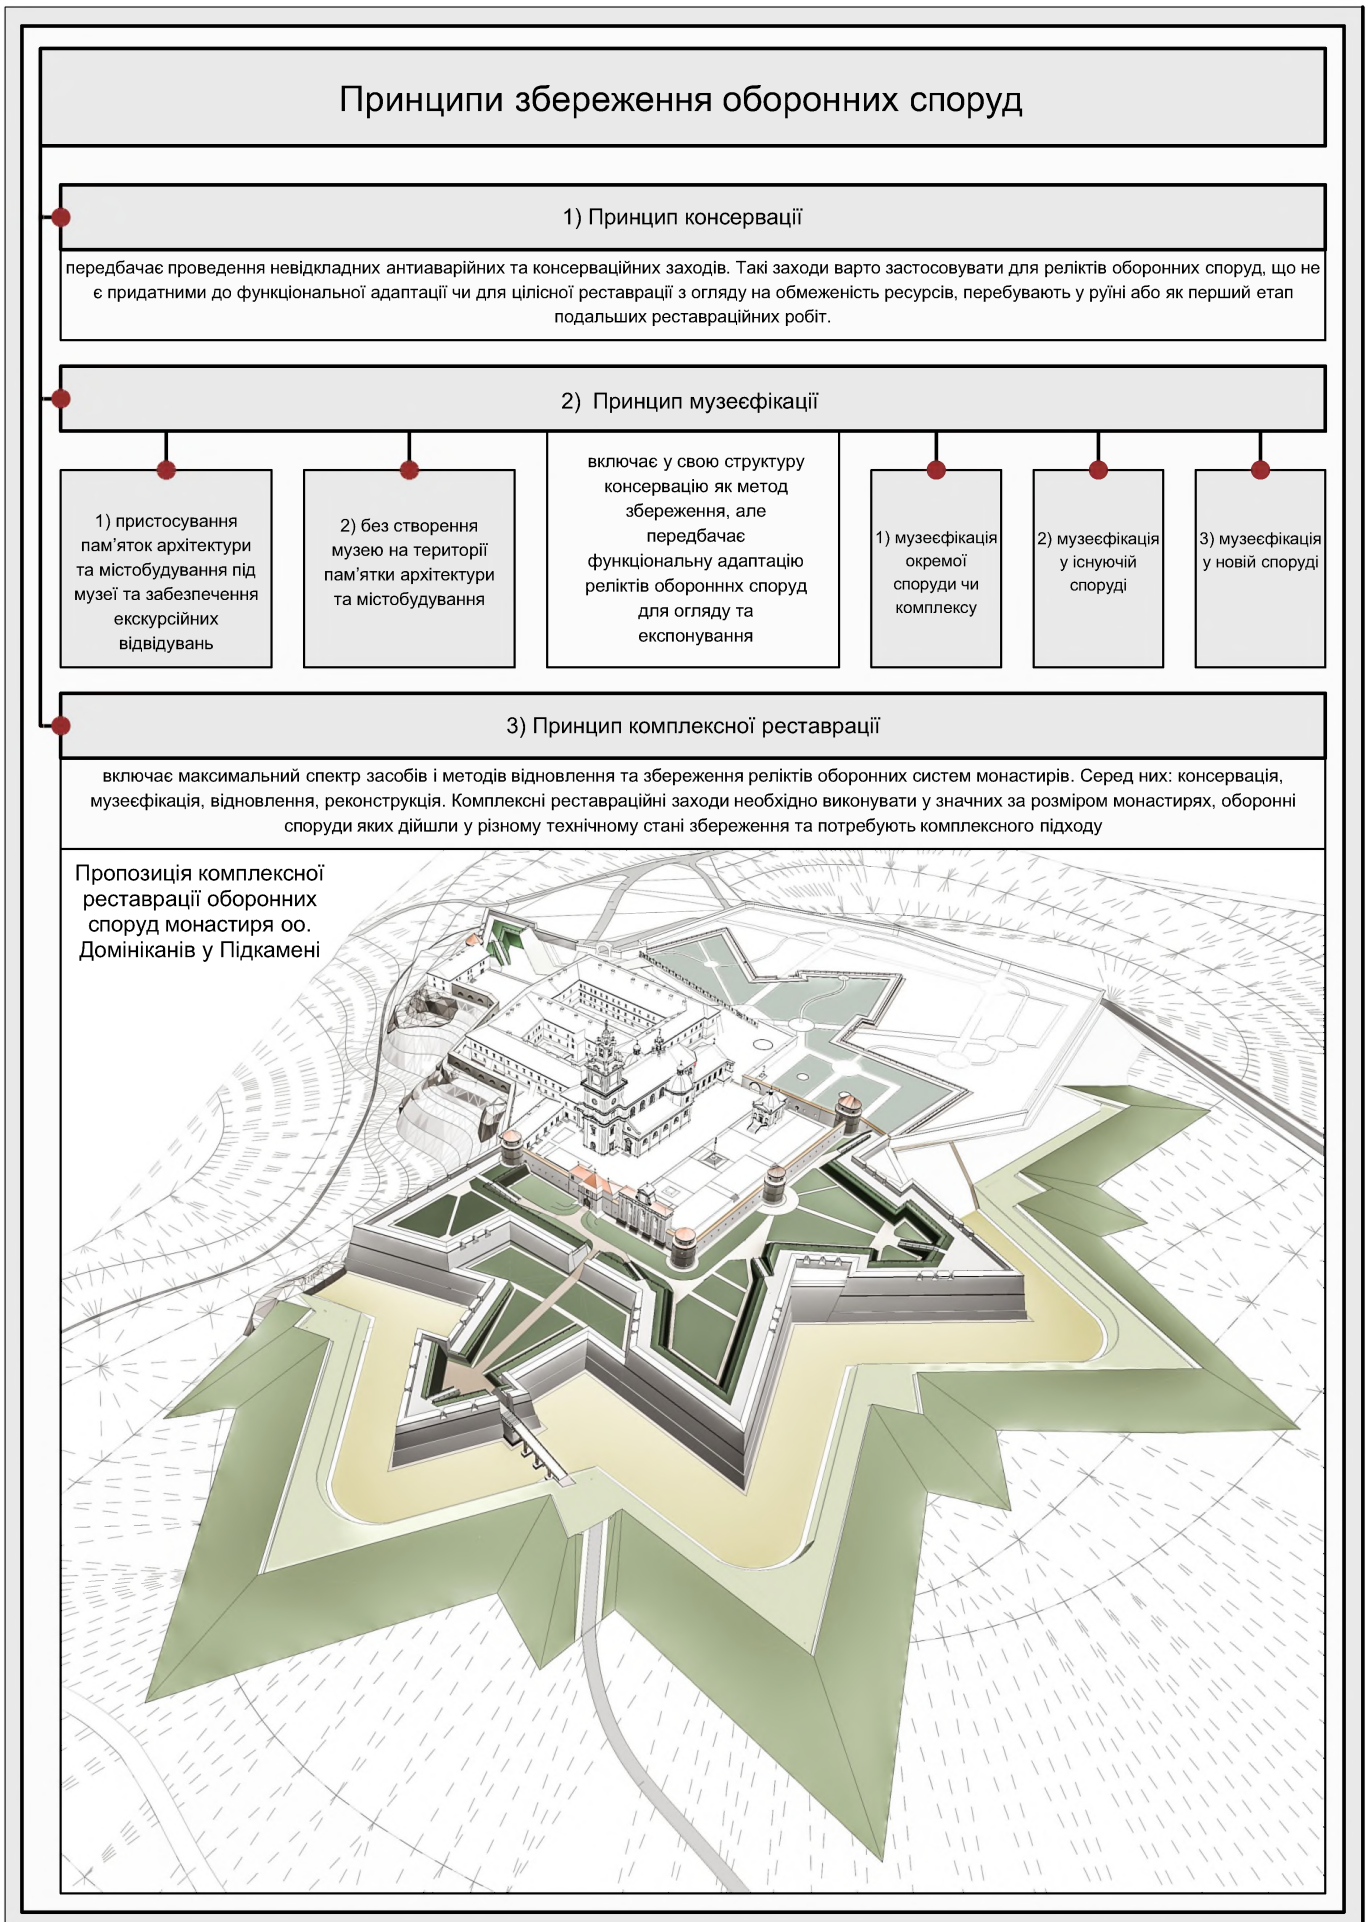 Принципи збереження оборонних споруд
1) Принцип консервації
передбачає проведення невідкладних антиаварійних та консерваційних заходів. Такі заходи варто застосовувати для реліктів оборонних споруд, що не
є придатними до функціональної адаптації чи для цілісної реставрації з огляду на обмеженість ресурсів, перебувають у руїні або як перший етап
подальших реставраційних робіт.
2) Принцип музеєфікації
1) пристосування
пам’яток архітектури
та містобудування під
музеї та забезпечення
екскурсійних
відвідувань
2) без створення
музею на території
пам’ятки архітектури
та містобудування
включає у свою структуру
консервацію як метод
збереження, але
передбачає
функціональну адаптацію
реліктів обороннх споруд
для огляду та
експонування
1) музеєфікація
окремої
споруди чи
комплексу
2) музеєфікація
у існуючій
споруді
3) музеєфікація
у новій споруді
3) Принцип комплексної реставрації
включає максимальний спектр засобів і методів відновлення та збереження реліктів оборонних систем монастирів. Серед них: консервація,
музеєфікація, відновлення, реконструкція. Комплексні реставраційні заходи необхідно виконувати у значних за розміром монастирях, оборонні
споруди яких дійшли у різному технічному стані збереження та потребують комплексного підходу
Пропозиція комплексної
реставрації оборонних
споруд монастиря оо.
Домініканів у Підкамені